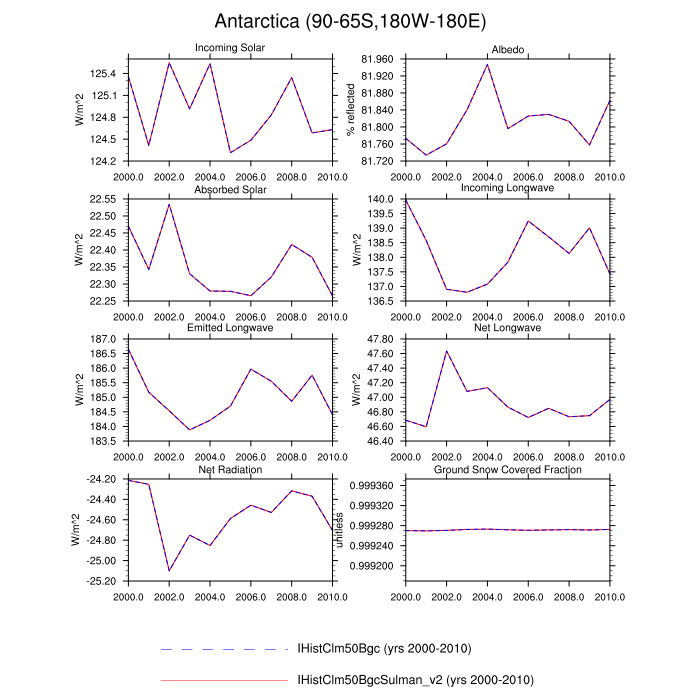 Antarctica (90-65S,180W-180E)
Incoming Solar
W/m^2
125.4
125.1
124.8
124.5
124.2
2000.0 2002.0 2004.0 2006.0 2008.0 2010.0
Albedo
% reflected
81.960
81.920
81.880
81.840
81.800
81.760
81.720
2000.0 2002.0 2004.0 2006.0 2008.0 2010.0
Absorbed Solar
W/m^2
22.55
22.50
22.45
22.40
22.35
22.30
22.25
2000.0 2002.0 2004.0 2006.0 2008.0 2010.0
Incoming Longwave
W/m^2
140.0
139.5
139.0
138.5
138.0
137.5
137.0
136.5
2000.0 2002.0 2004.0 2006.0 2008.0 2010.0
Emitted Longwave
W/m^2
187.0
186.5
186.0
185.5
185.0
184.5
184.0
183.5
2000.0 2002.0 2004.0 2006.0 2008.0 2010.0
Net Longwave
W/m^2
47.80
47.60
47.40
47.20
47.00
46.80
46.60
46.40
2000.0 2002.0 2004.0 2006.0 2008.0 2010.0
Net Radiation
W/m^2
-24.20
-24.40
-24.60
-24.80
-25.00
-25.20
2000.0 2002.0 2004.0 2006.0 2008.0 2010.0
Ground Snow Covered Fraction
unitless
0.999360
0.999320
0.999280
0.999240
0.999200
2000.0 2002.0 2004.0 2006.0 2008.0 2010.0
IHistClm50Bgc (yrs 2000-2010)
IHistClm50BgcSulman_v2 (yrs 2000-2010)